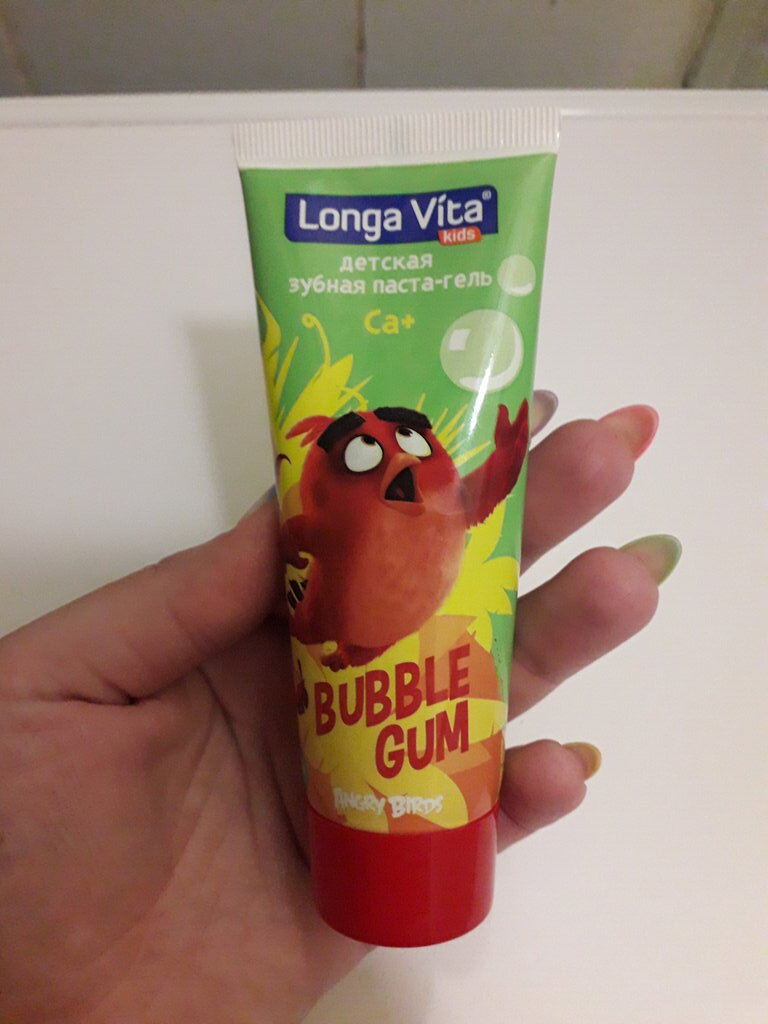 Longa Vita®
kids
детская
зубная паста-гель
Ca+
BUBBLE
GUM
ANGRY BIRDS